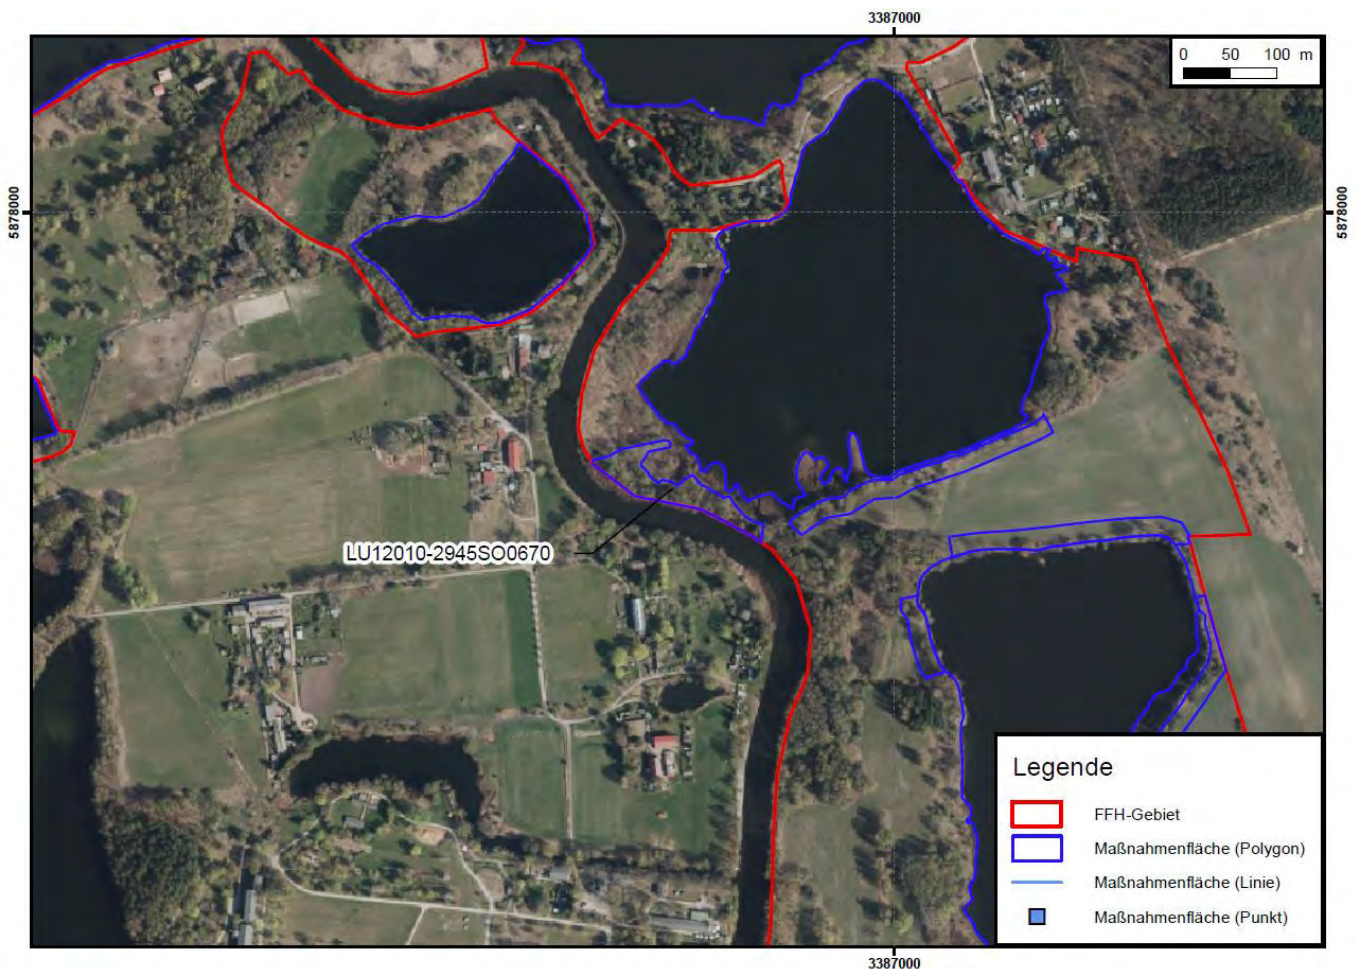 3387000
0 50 100 m
5878000
5878000
LU12010-2945SO0670
Legende
FFH-Gebiet
Maßnahmenfläche (Polygon)
Maßnahmenfläche (Linie)
Maßnahmenfläche (Punkt)
3387000